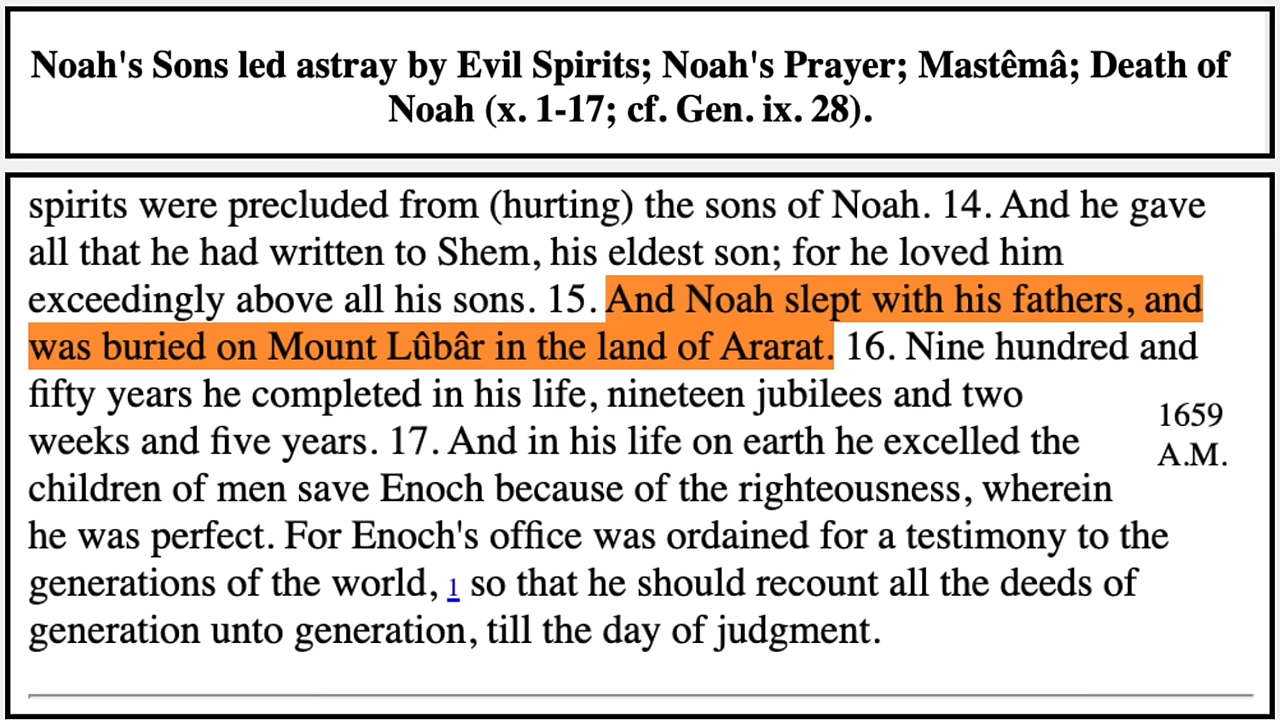 Noah's Sons led astray by Evil Spirits; Noah's Prayer; Mastêmâ; Death of
Noah (x. 1-17; cf. Gen. ix. 28).
spirits were precluded from (hurting) the sons of Noah. 14. And he gave
all that he had written to Shem, his eldest son; for he loved him
exceedingly above all his sons. 15. And Noah slept with his fathers, and
was buried on Mount Lûbâr in the land of Ararat. 16. Nine hundred and
fifty years he completed in his life, nineteen jubilees and two
weeks and five years. 17. And in his life on earth he excelled the
children of men save Enoch because of the righteousness, wherein
he was perfect. For Enoch's office was ordained for a testimony to the
generations of the world, 1 so that he should recount all the deeds of
generation unto generation, till the day of judgment.
1659
A.M.